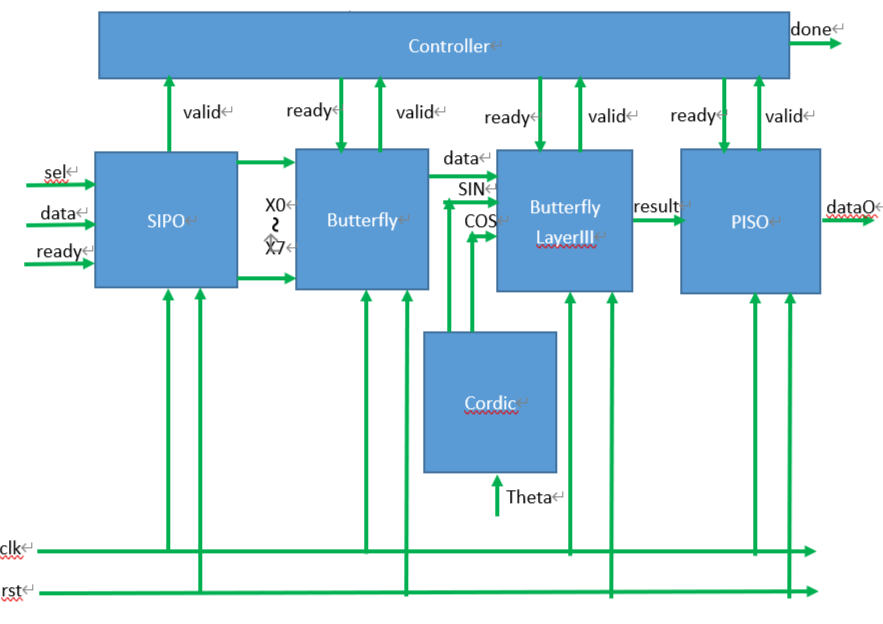 Controller
done
valid
ready
valid
ready
valid
ready
valid
sel
data
ready
SIPO
X0
~
X7
Butterfly
data
SIN
COS
Butterfly
LayerIII
result
PISO
dataO
Cordic
Theta
clk
rst